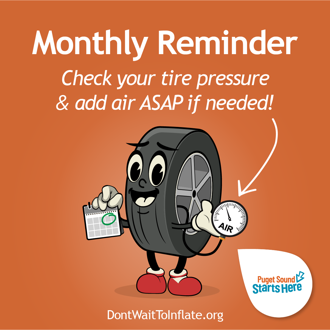 Monthly Reminder
Check your tire pressure
& add air ASAP if needed!
AIR
Puget Sound
Starts Here
DontWaitToInflate.org